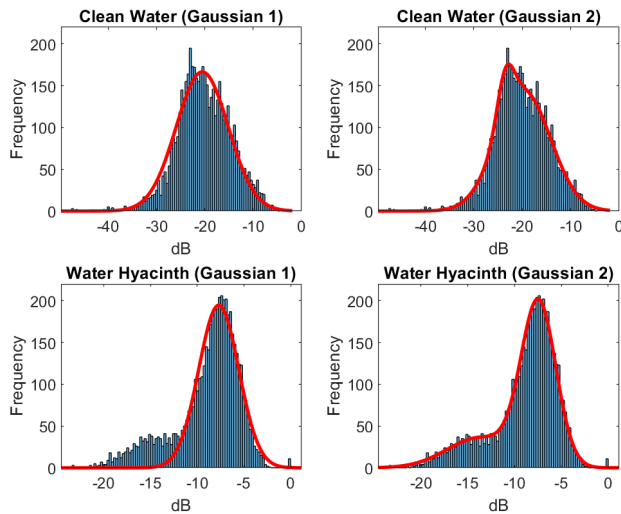 Clean Water (Gaussian 1)
Frequency
200
150
100
50
0
-40 -30 -20 -10 0
dB
Clean Water (Gaussian 2)
Frequency
200
150
100
50
0
-40 -30 -20 -10 0
dB
Water Hyacinth (Gaussian 1)
Frequency
200
150
100
50
0
-20 -15 -10 -5 0
dB
Water Hyacinth (Gaussian 2)
Frequency
200
150
100
50
0
-20 -15 -10 -5 0
dB